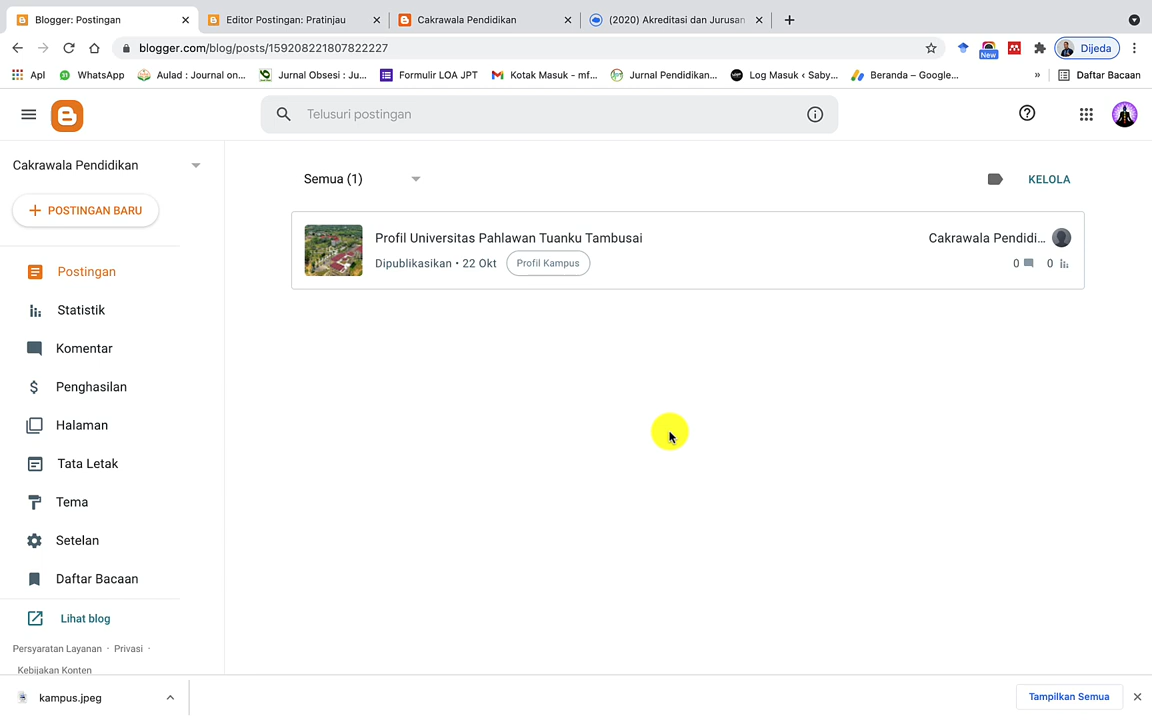 Blogger: Postingan
Editor Postingan: Pratinjau
Cakrawala Pendidikan
(2020) Akreditasi dan Jurusan
blogger.com/blog/posts/159208221807822227
New
Dijeda
Apl
WhatsApp
Aulad : Journal on...
Jurnal Obsesi : Ju...
Formulir LOA JPT
Kotak Masuk - mf...
Jurnal Pendidikan...
Log Masuk ‹ Saby...
Beranda – Google...
»
Daftar Bacaan
Telusuri postingan
Cakrawala Pendidikan
Semua (1)
KELOLA
+ POSTINGAN BARU
Profil Universitas Pahlawan Tuanku Tambusai
Cakrawala Pendidi...
Dipublikasikan • 22 Okt
Profil Kampus
0
0
Postingan
Statistik
Komentar
Penghasilan
Halaman
Tata Letak
Tema
Setelan
Daftar Bacaan
Lihat blog
Persyaratan Layanan · Privasi ·
Kebijakan Konten
kampus.jpeg
Tampilkan Semua